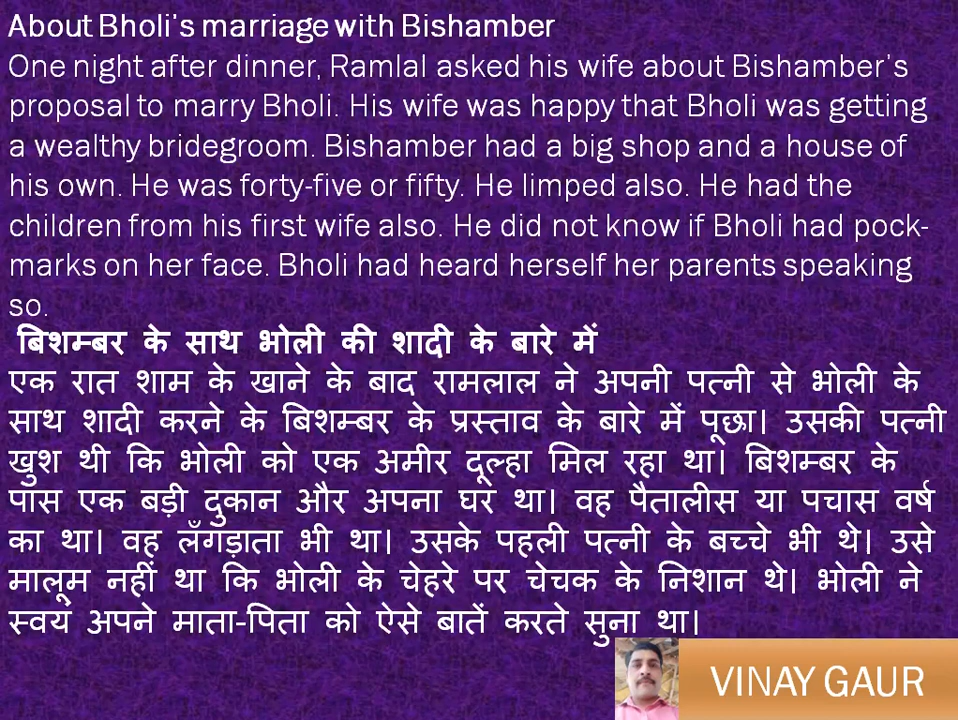 About Bholi's marriage with Bishamber
One night after dinner, Ramlal asked his wife about Bishamber's
proposal to marry Bholi. His wife was happy that Bholi was getting
a wealthy bridegroom. Bishamber had a big shop and a house of
his own. He was forty-five or fifty. He limped also. He had the
children from his first wife also. He did not know if Bholi had pock-
marks on her face. Bholi had heard herself her parents speaking
so.
बिशम्बर के साथ भोली की शादी के बारे में
एक रात शाम के खाने के बाद रामलाल ने अपनी पत्नी से भोली के
साथ शादी करने के बिशम्बर के प्रस्ताव के बारे में पूछा। उसकी पत्नी
खुश थी कि भोली को एक अमीर दूल्हा मिल रहा था। बिशम्बर के
पास एक बड़ी दुकान और अपना घर था। वह पैतालीस या पचास वर्ष
का था। वह लँगड़ाता भी था। उसके पहली पत्नी के बच्चे भी थे। उसे
मालूम नहीं था कि भोली के चेहरे पर चेचक के निशान थे। भोली ने
स्वयं अपने माता-पिता को ऐसे बातें करते सुना था।
VINAY GAUR